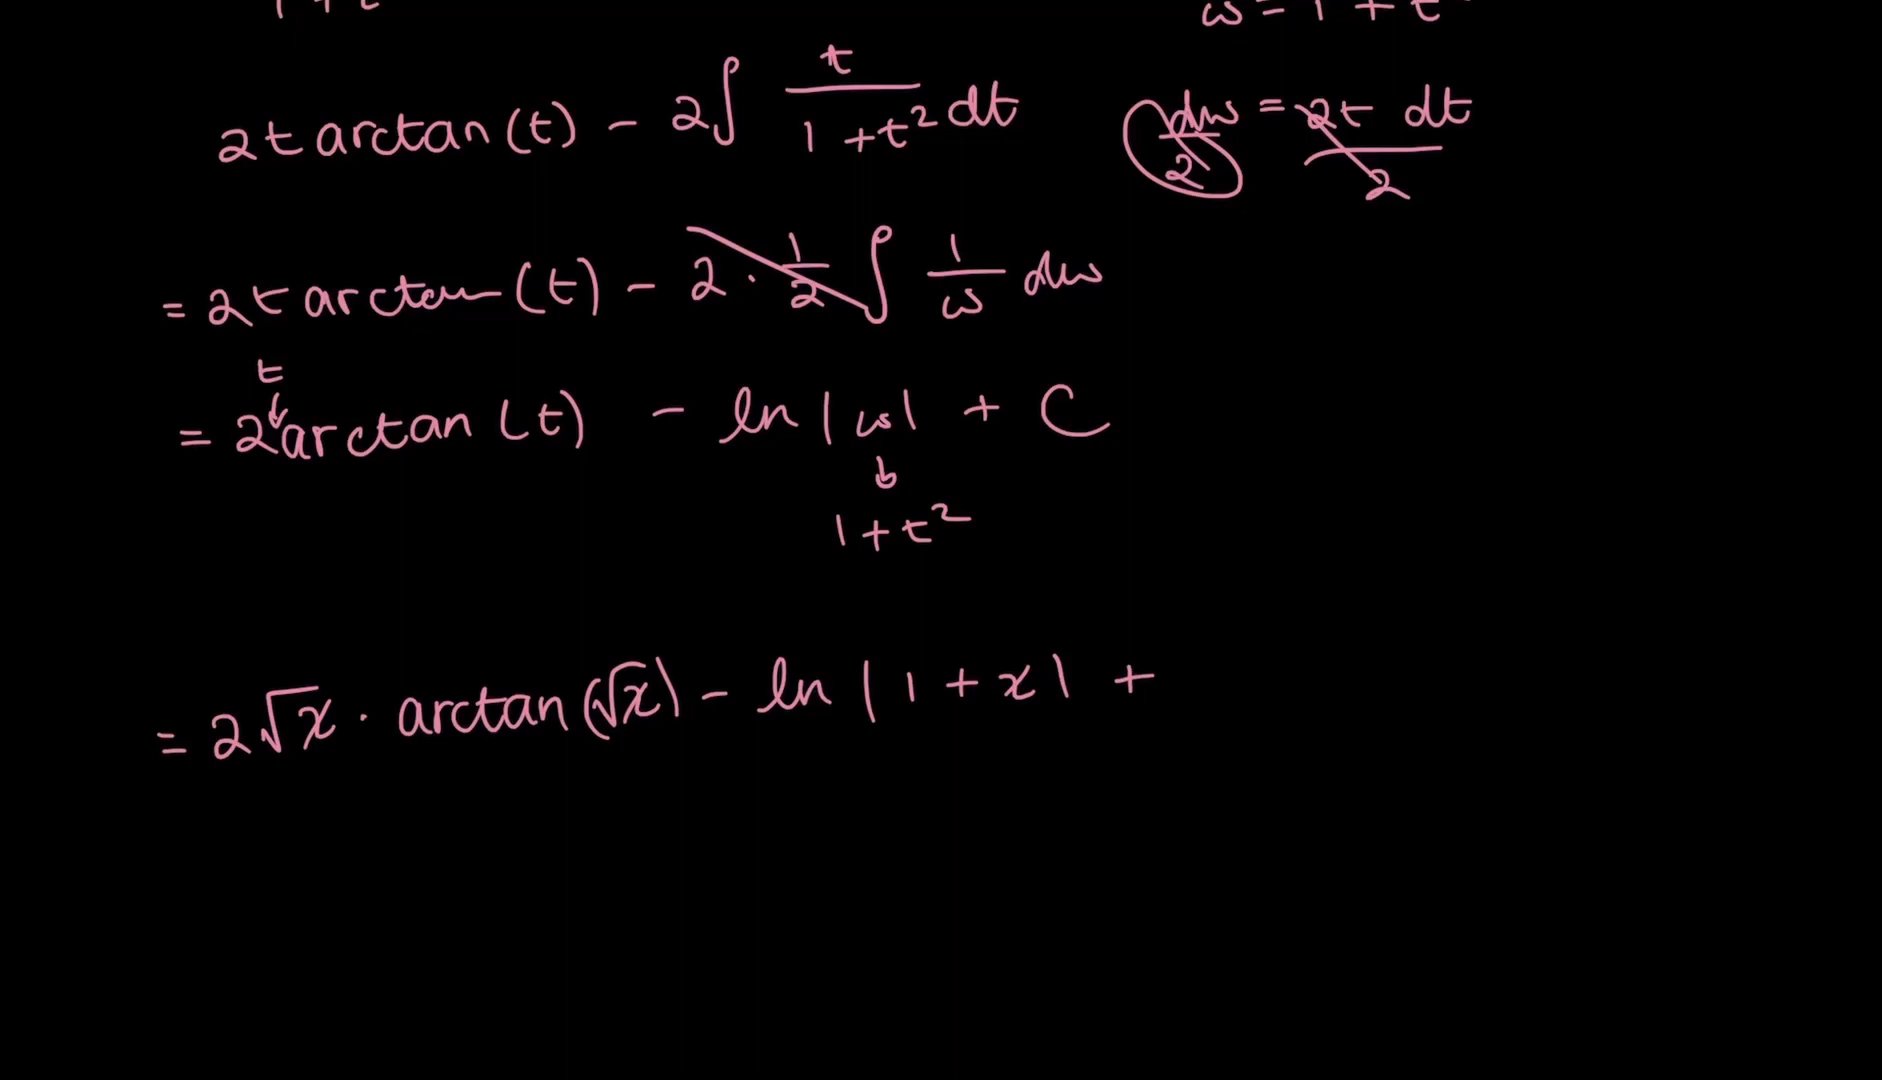 w = 1 + t
2t arctan(t) - 2∫ t/(1+t²) dt
dw/2 = 2t dt/2
= 2t arctan(t) - 2 · 1/2 ∫ 1/w dw
t
= 2 arctan(t) - ln|w| + C
1+t²
= 2√x · arctan(√x) - ln|1+x| +